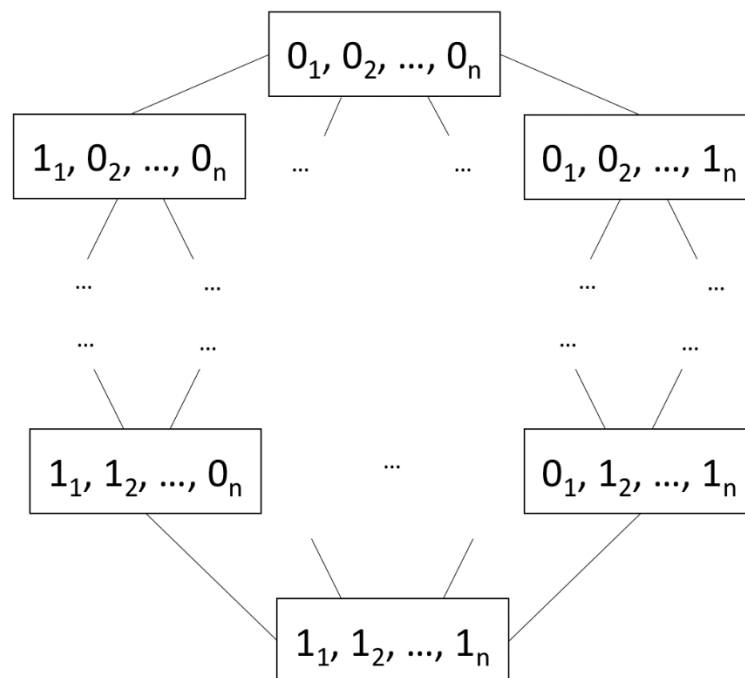 0₁, 0₂, ..., 0ₙ
1₁, 0₂, ..., 0ₙ
... ...
0₁, 0₂, ..., 1ₙ
... ... ... ...
... ... ... ...
1₁, 1₂, ..., 0ₙ
...
0₁, 1₂, ..., 1ₙ
1₁, 1₂, ..., 1ₙ